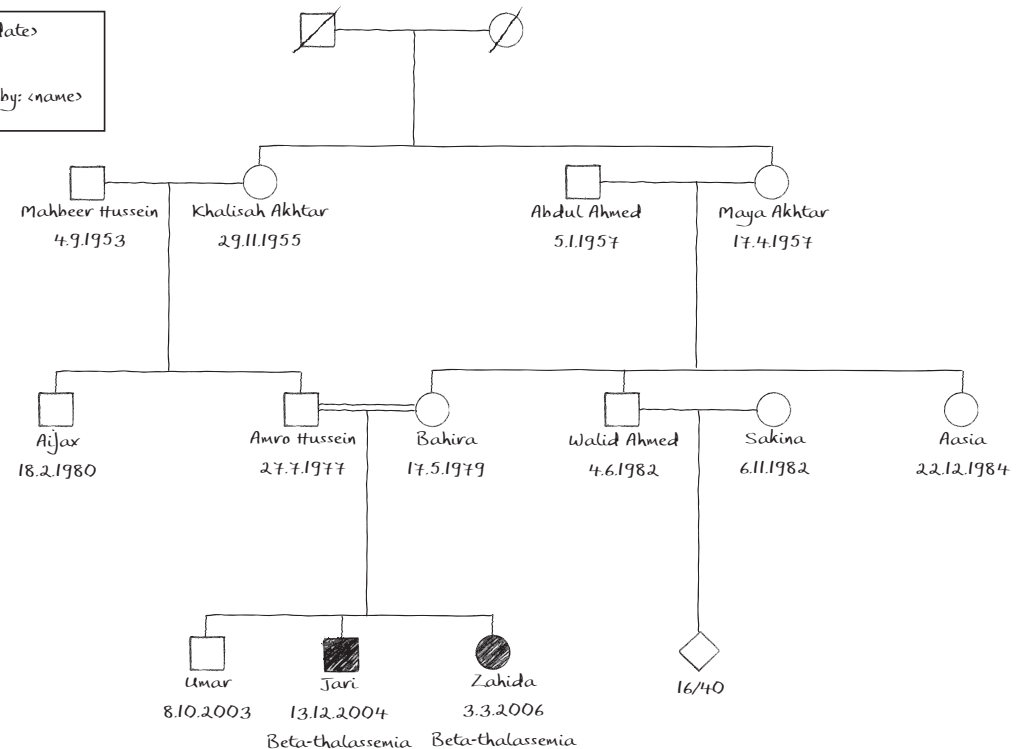 by: <name>
Mahbeer Hussein
4.9.1953
Khalisah Akhtar
29.11.1955
Abdul Ahmed
5.1.1957
Maya Akhtar
17.4.1957
Aijax
18.2.1980
Amro Hussein
27.7.1977
Bahira
17.5.1979
Walid Ahmed
4.6.1982
Sakina
6.11.1982
Aasia
22.12.1984
Umar
8.10.2003
Jari
13.12.2004
Beta-thalassemia
Zahida
3.3.2006
Beta-thalassemia
16/40